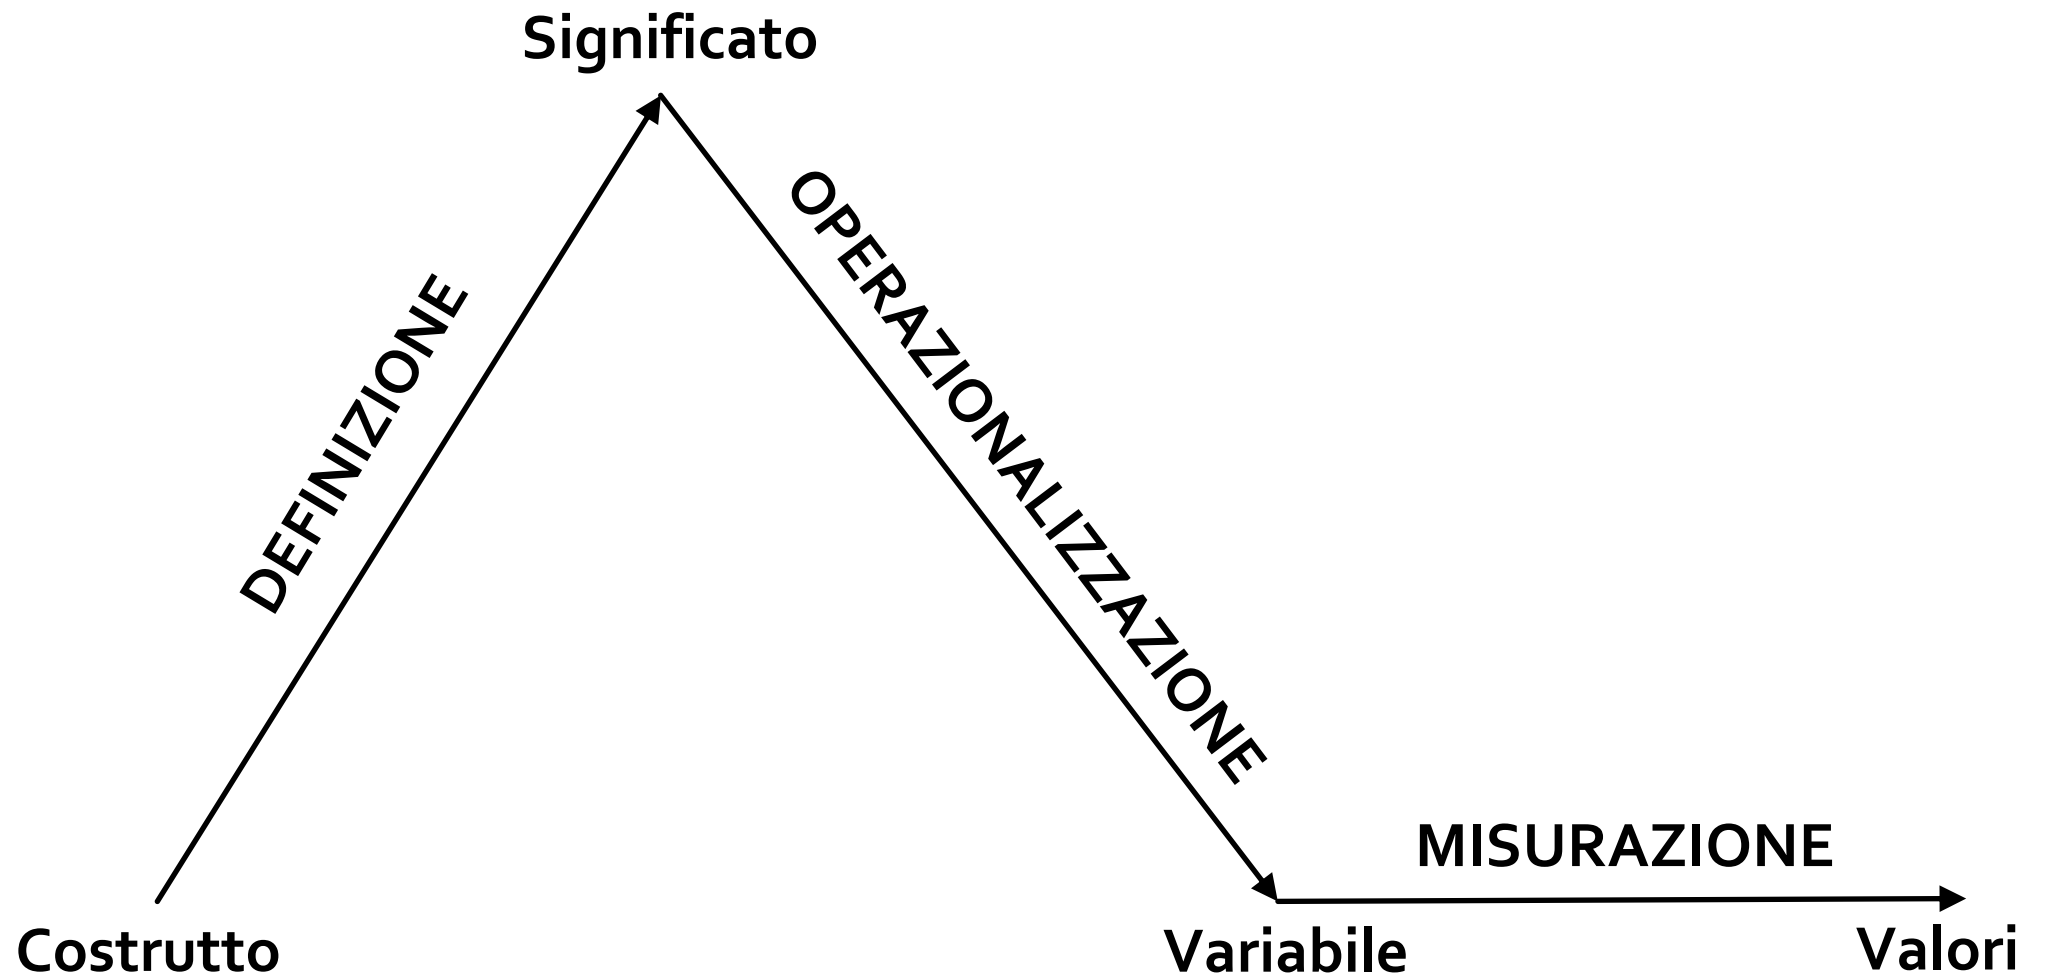 Significato
DEFINIZIONE
OPERAZIONALIZZAZIONE
MISURAZIONE
Costrutto
Variabile
Valori